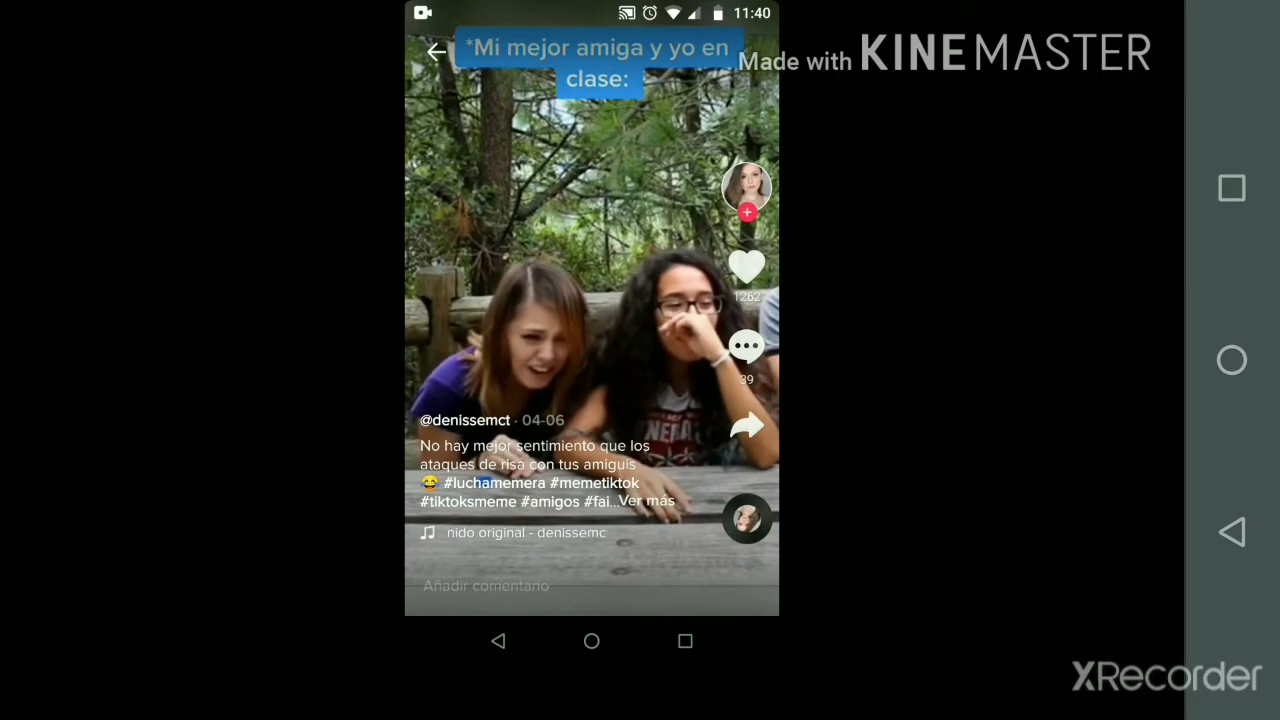 11:40
*Mi mejor amiga y yo en
clase:
Made with KINEMASTER
1262
39
@denissemct · 04-06
No hay mejor sentimiento que los
ataques de risa con tus amiguis
😂 #luchamemera #memetiktok
#tiktoksmeme #amigos #fai...Ver más
nido original - denissemc
Añadir comentario
XRecorder